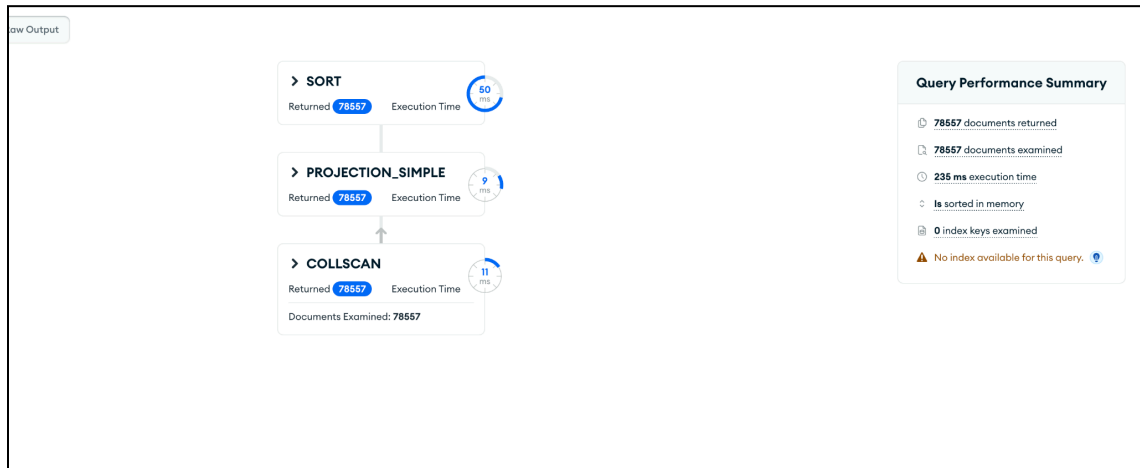 aw Output
SORT
Returned 78557 Execution Time
50
ms
PROJECTION_SIMPLE
Returned 78557 Execution Time
9
ms
COLLSCAN
Returned 78557 Execution Time
11
ms
Documents Examined: 78557
Query Performance Summary
78557 documents returned
78557 documents examined
235 ms execution time
Is sorted in memory
0 index keys examined
No index available for this query.